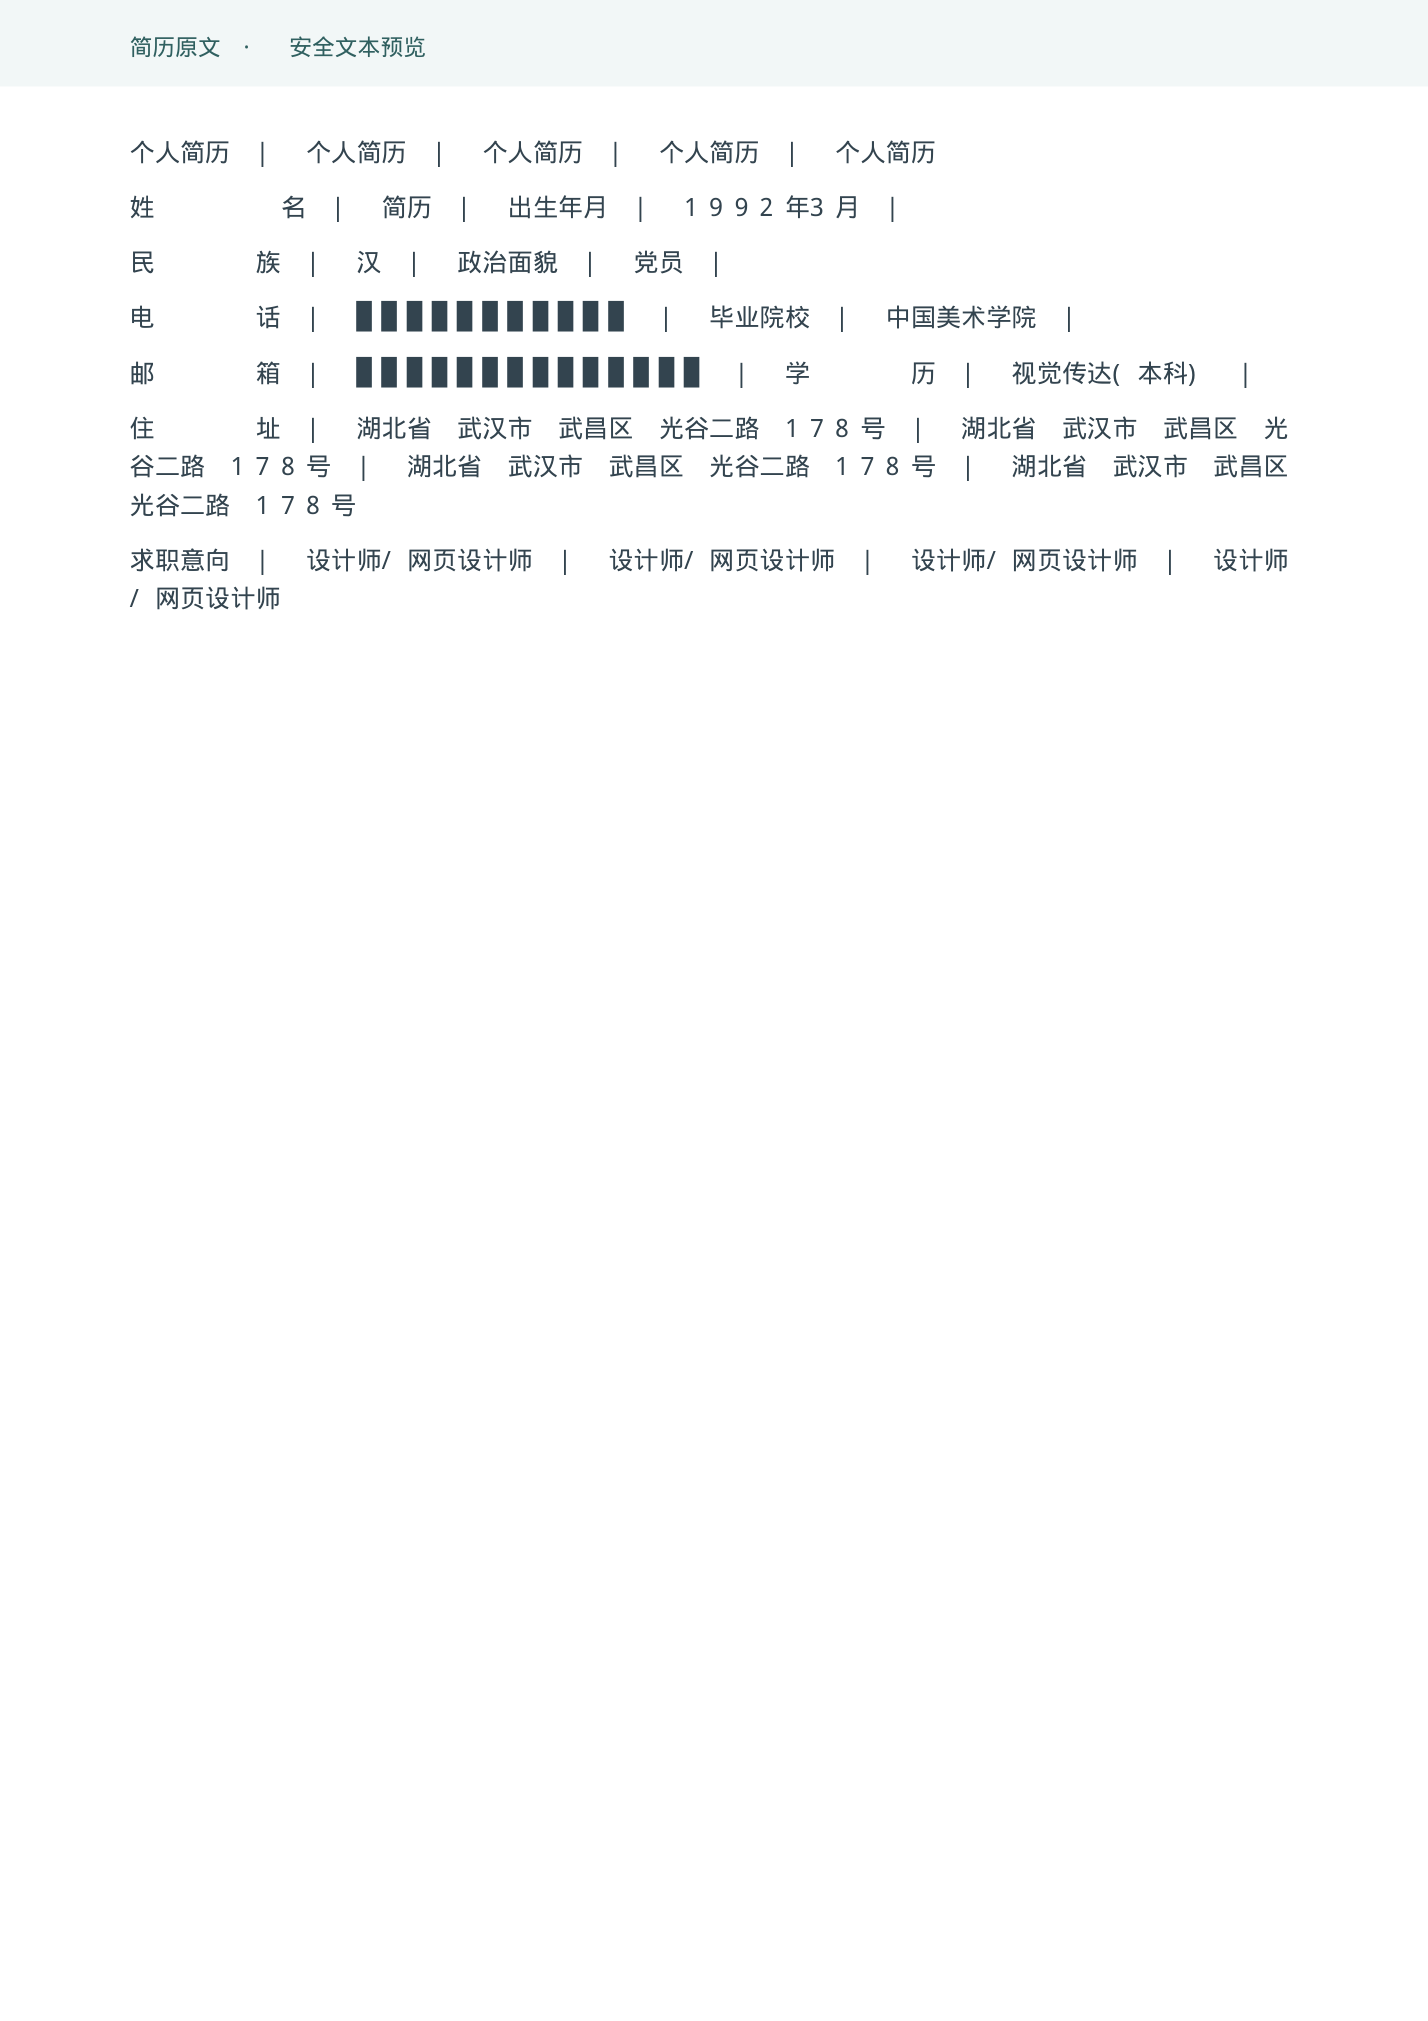 简历原文 · 安全文本预览
个人简历 | 个人简历 | 个人简历 | 个人简历 | 个人简历
姓 名 | 简历 | 出生年月 | 1992年3月 |
民 族 | 汉 | 政治面貌 | 党员 |
电 话 | ███████████ | 毕业院校 | 中国美术学院 |
邮 箱 | ██████████████ | 学 历 | 视觉传达(本科) |
住 址 | 湖北省 武汉市 武昌区 光谷二路 178号 | 湖北省 武汉市 武昌区 光
谷二路 178号 | 湖北省 武汉市 武昌区 光谷二路 178号 | 湖北省 武汉市 武昌区
光谷二路 178号
求职意向 | 设计师/网页设计师 | 设计师/网页设计师 | 设计师/网页设计师 | 设计师
/网页设计师